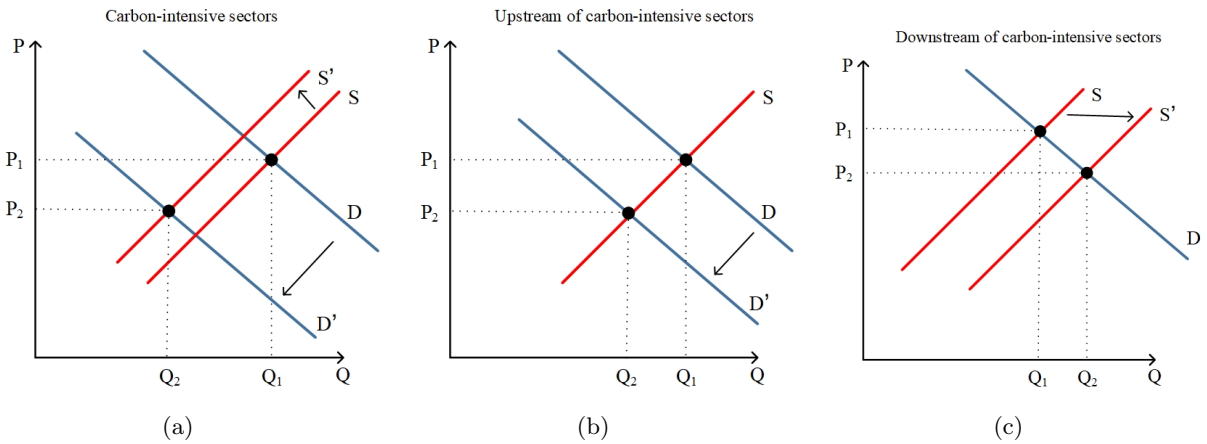 Carbon-intensive sectors
P
S'
S
P1
P2
D
D'
Q2
Q1
Q
(a)
Upstream of carbon-intensive sectors
P
S
P1
P2
D
D'
Q2
Q1
Q
(b)
Downstream of carbon-intensive sectors
P
S
S'
P1
P2
D
Q1
Q2
Q
(c)